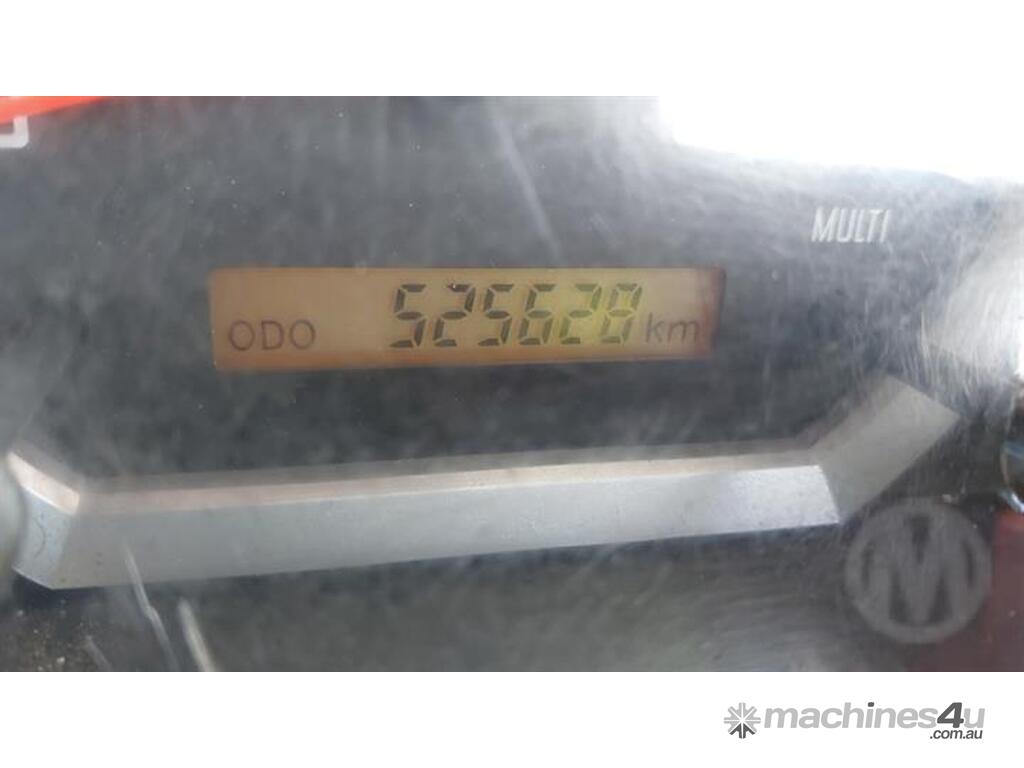 MULTI
ODO 525628 km
M
machines4u
.com.au